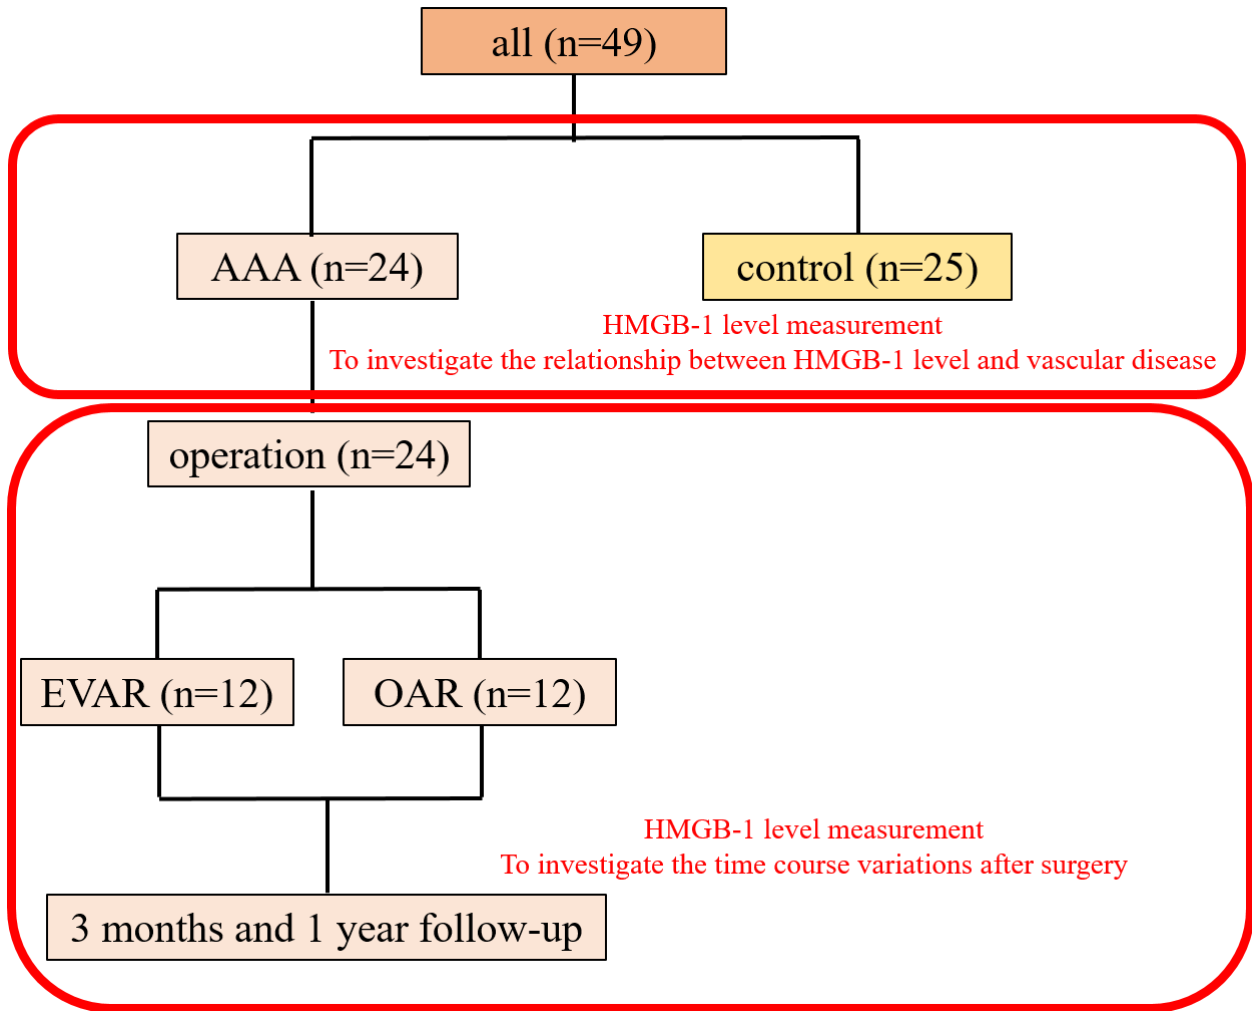 all (n=49)
AAA (n=24)
control (n=25)
HMGB-1 level measurement
To investigate the relationship between HMGB-1 level and vascular disease
operation (n=24)
EVAR (n=12)
OAR (n=12)
HMGB-1 level measurement
To investigate the time course variations after surgery
3 months and 1 year follow-up